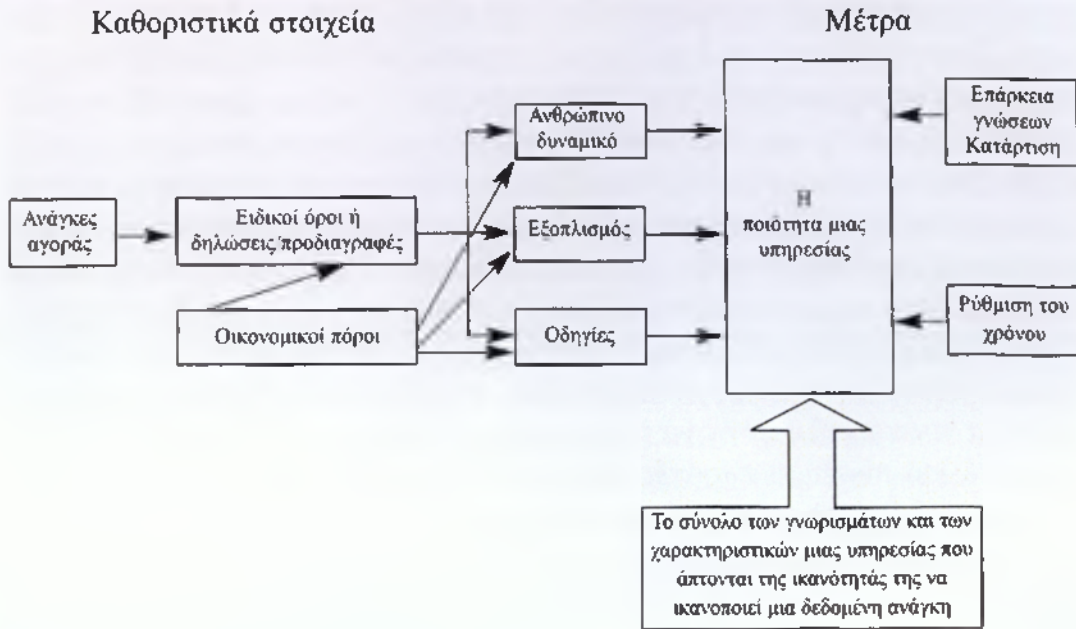 Καθοριστικά στοιχεία
Μέτρα
Ανάγκες
αγοράς
Ειδικοί όροι ή
δηλώσεις/προδιαγραφές
Οικονομικοί πόροι
Ανθρώπινο
δυναμικό
Εξοπλισμός
Οδηγίες
Η
ποιότητα μιας
υπηρεσίας
Επάρκεια
γνώσεων
Κατάρτιση
Ρύθμιση του
χρόνου
Το σύνολο των γνωρισμάτων και των
χαρακτηριστικών μιας υπηρεσίας που
άπτονται της ικανότητάς της να
ικανοποιεί μια δεδομένη ανάγκη